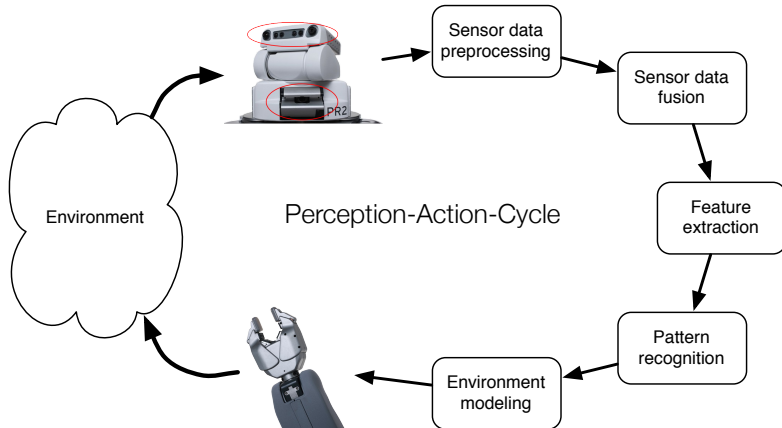 Sensor data
preprocessing
Sensor data
fusion
PR2
Environment
Perception-Action-Cycle
Feature
extraction
Pattern
recognition
Environment
modeling